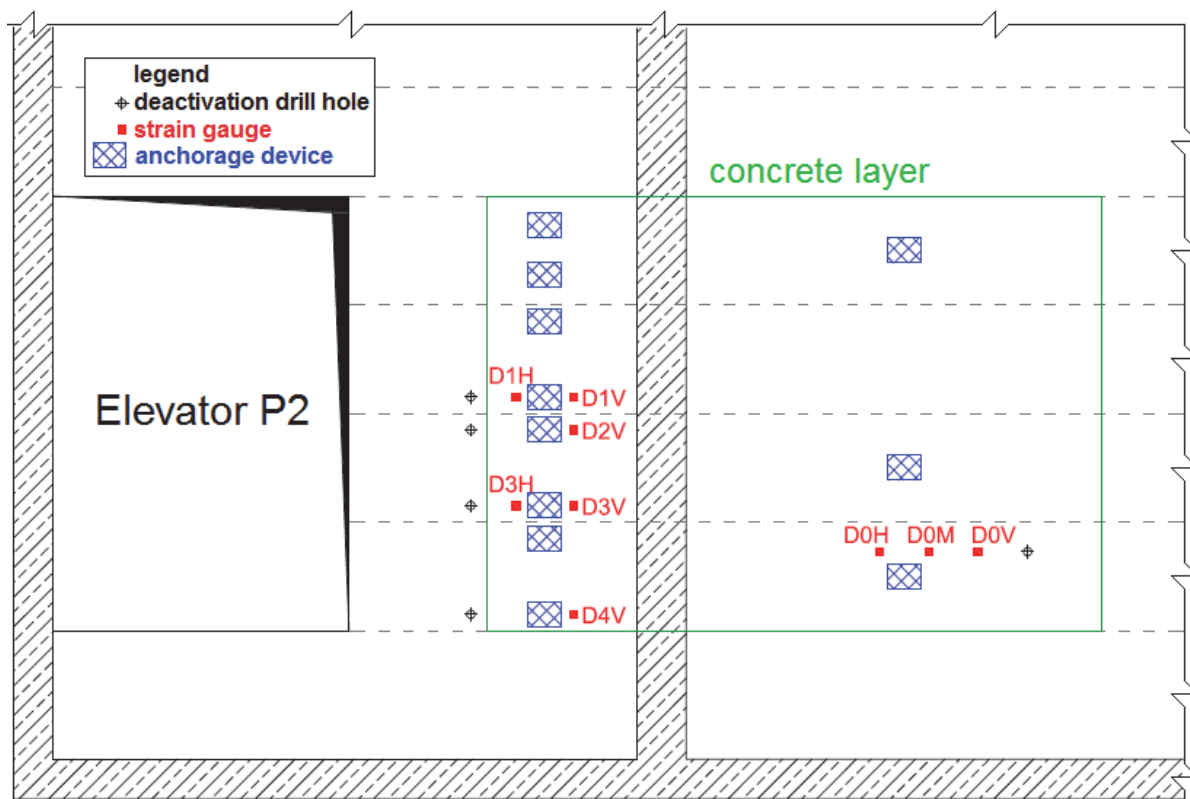 legend
deactivation drill hole
strain gauge
anchorage device
concrete layer
Elevator P2
D1H
D1V
D2V
D3H
D3V
D0H D0M D0V
D4V